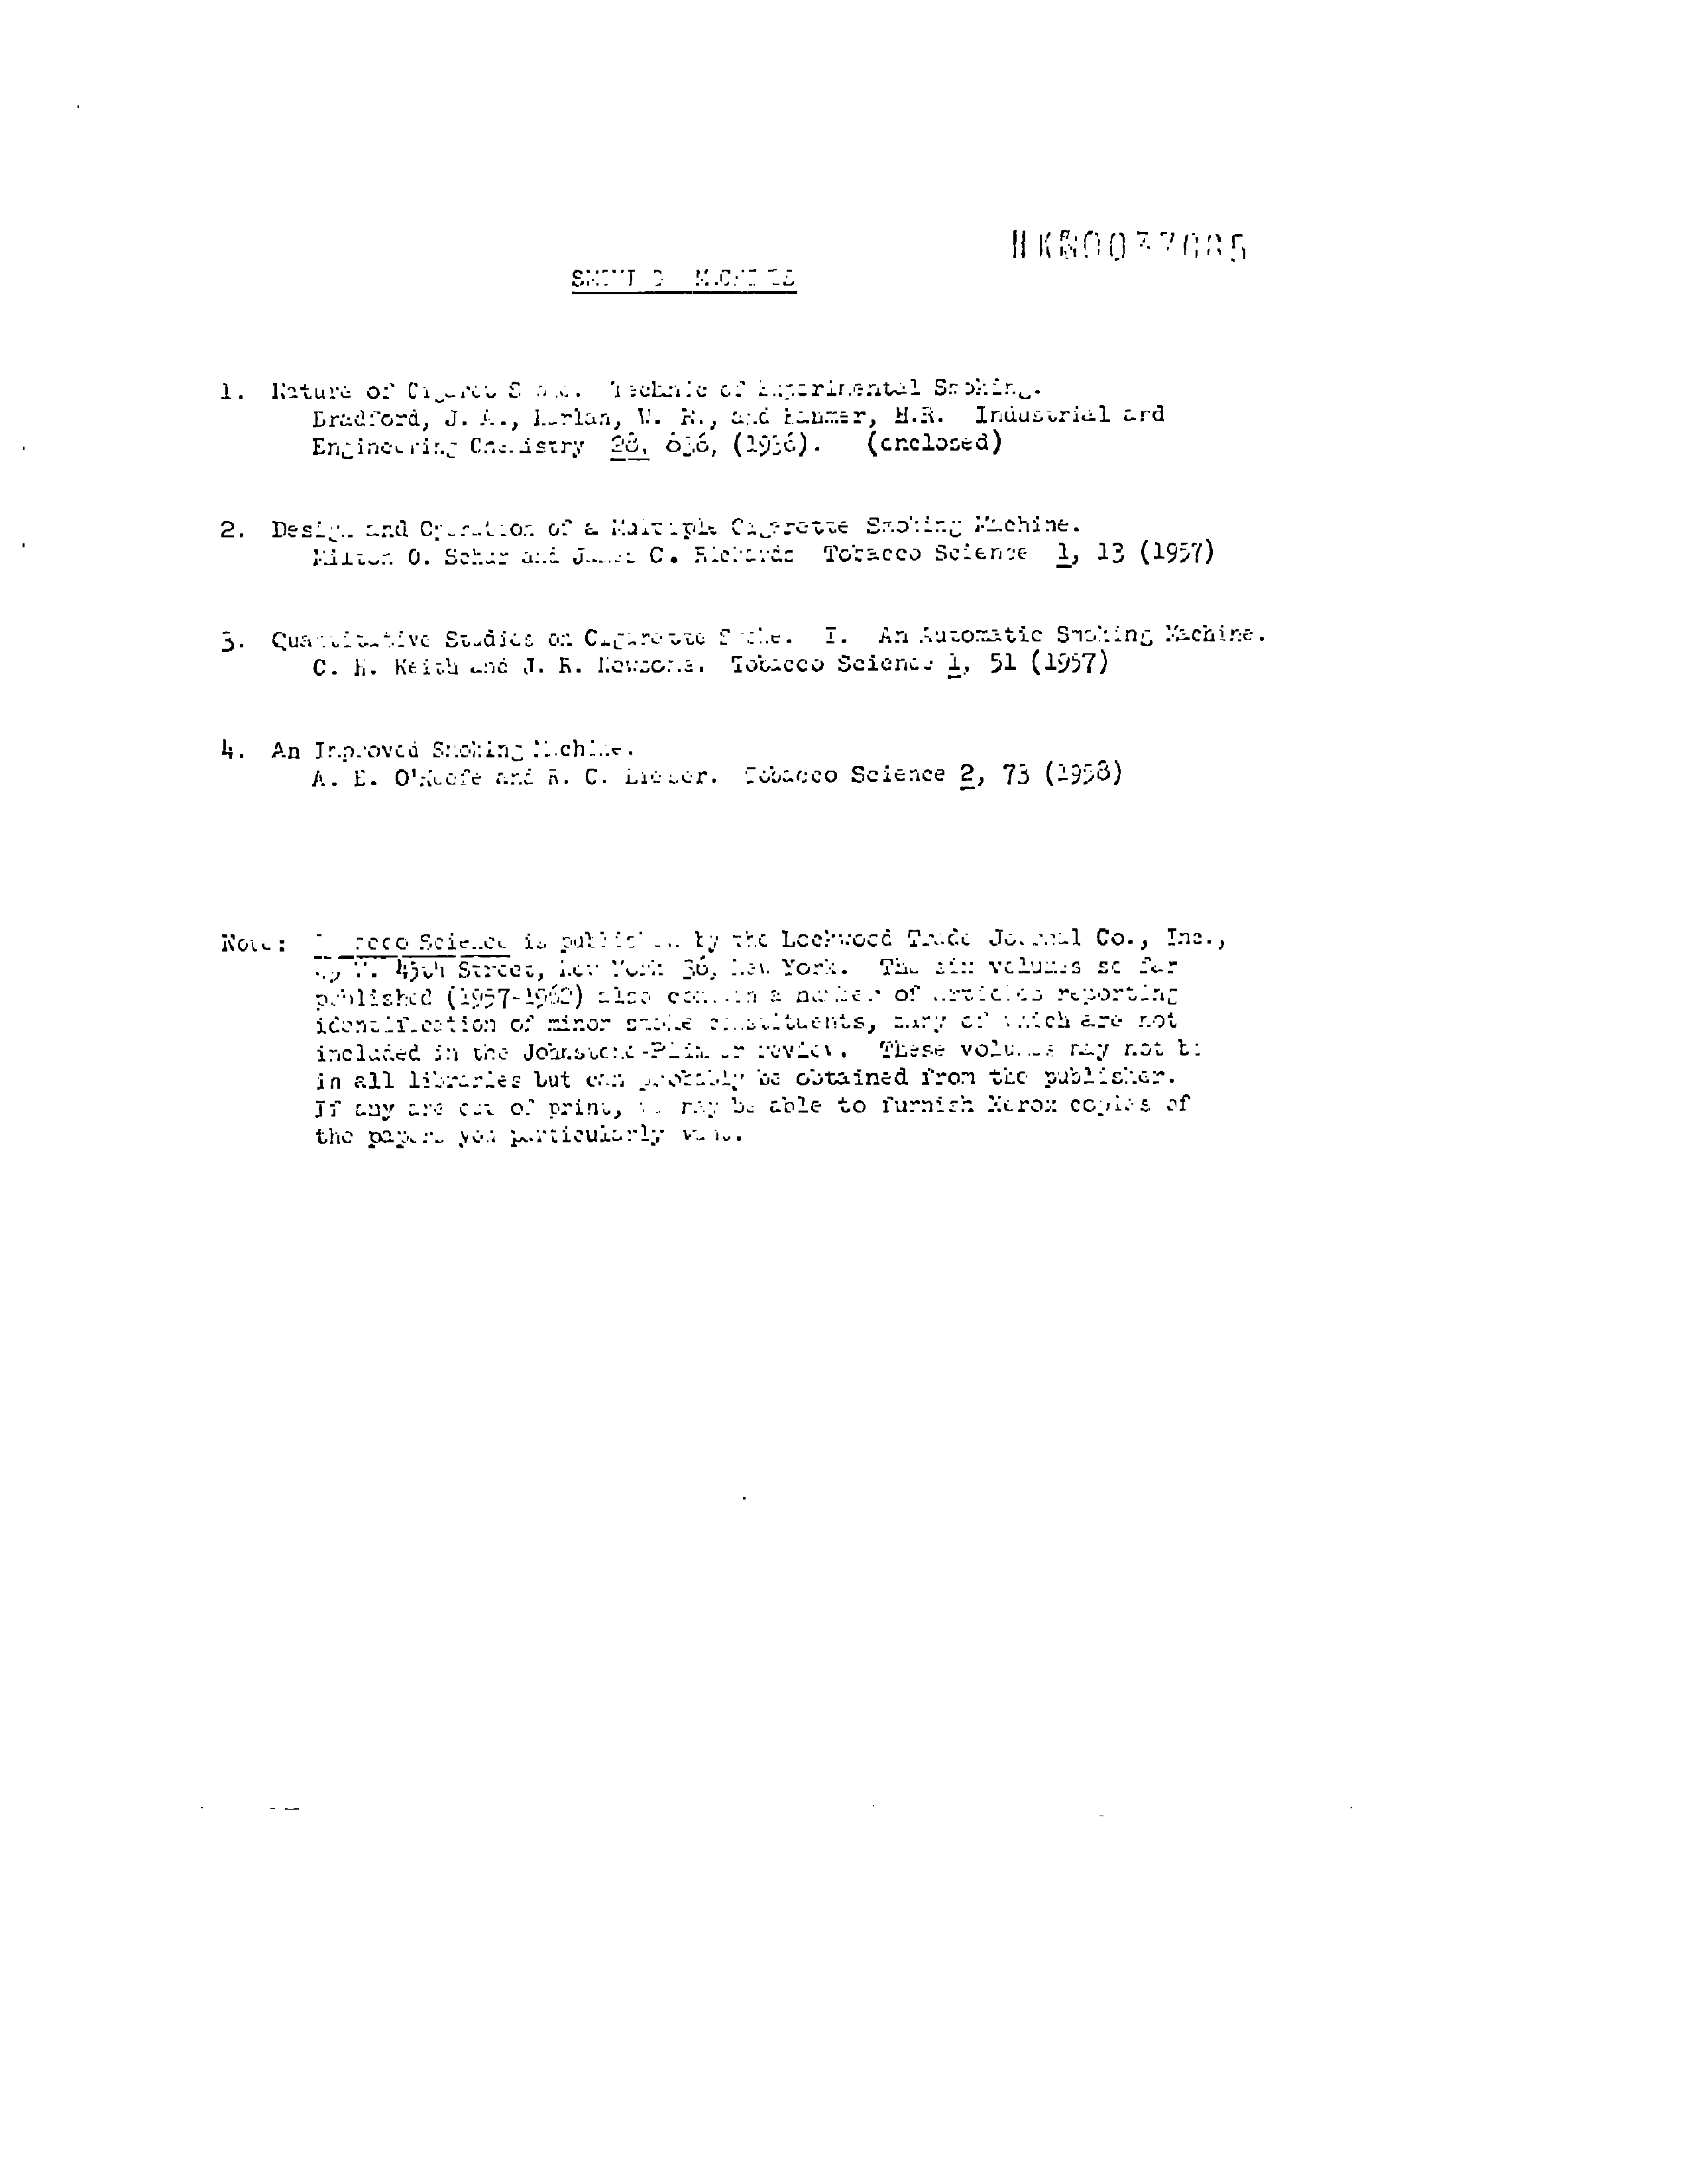 SMOKING MACHINES
1. Nature of Cigaret Smoke. Technic of Experimental Smoking.
Bradford, J. A., Harlan, W. R., and Hanmer, H.R. Industrial and
Engineering Chemistry 28, 836, (1936). (enclosed)
2. Design and Operation of a Multiple Cigarette Smoking Machine.
Milton O. Schur and James C. Rickards Tobacco Science 1, 13 (1957)
3. Quantitative Studies on Cigarette Smoke. I. An Automatic Smoking Machine.
C. H. Keith and J. R. Newsome. Tobacco Science 1, 51 (1957)
4. An Improved Smoking Machine.
A. E. O'Keefe and R. C. Lieser. Tobacco Science 2, 73 (1958)
Note: Tobacco Science is published by the Lockwood Trade Journal Co., Inc.,
W. 45th Street, New York 36, New York. The six volumes so far
published (1957-1962) also contain a number of articles reporting
identification of minor smoke constituents, many of which are not
included in the Johnstone-Plimmer review. These volumes may not be
in all libraries but can probably be obtained from the publisher.
If any are out of print, we may be able to furnish Xerox copies of
the papers you particularly want.